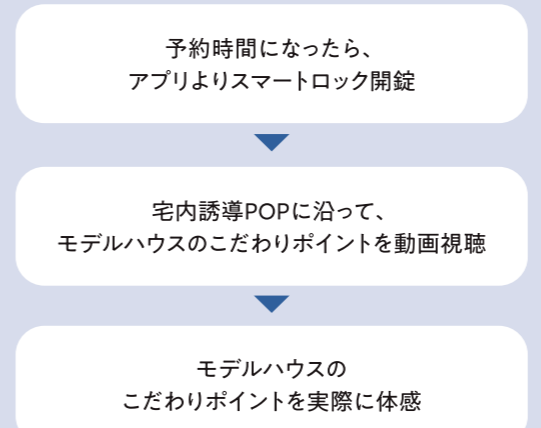 予約時間になったら、
アプリよりスマートロック開錠
宅内誘導POPに沿って、
モデルハウスのこだわりポイントを動画視聴
モデルハウスの
こだわりポイントを実際に体感